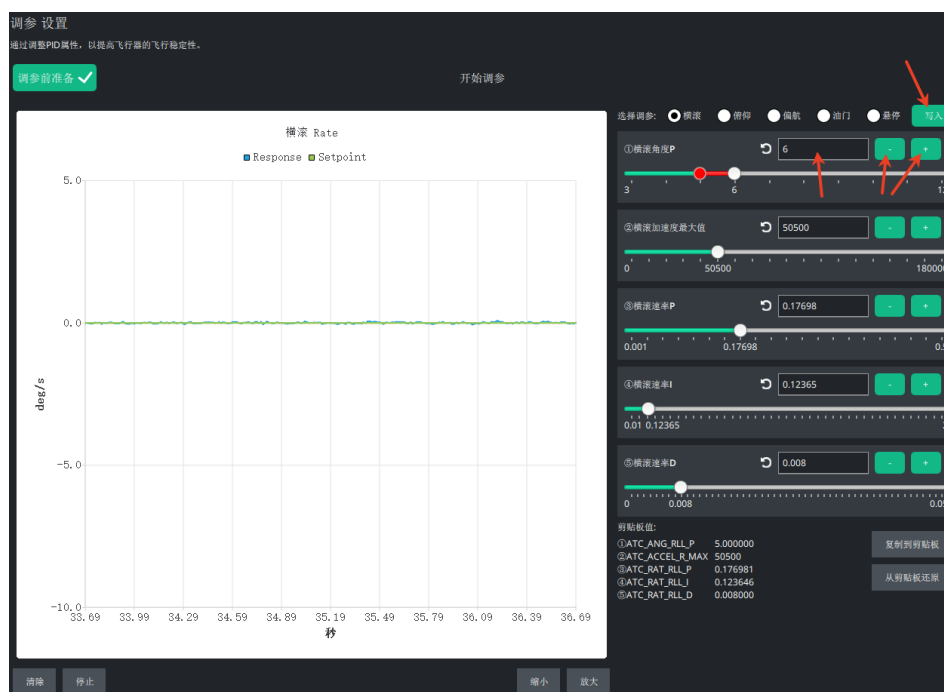 调参 设置
通过调整PID属性，以提高飞行器的飞行稳定性。
调参前准备
开始调参
选择调参: 横滚 俯仰 偏航 油门 悬停 写入
横滚 Rate
Response Setpoint
5.0
0.0
-5.0
-10.0
deg/s
33.69 33.99 34.29 34.59 34.89 35.19 35.49 35.79 36.09 36.39 36.69
秒
清除 停止 缩小 放大
①横滚角度P 6 - +
3 6
②横滚加速度最大值 50500 - +
0 50500 180000
③横滚速率P 0.17698 - +
0.001 0.17698
④横滚速率I 0.12365 - +
0.01 0.12365
⑤横滚速率D 0.008 - +
0 0.008
剪贴板值:
①ATC_ANG_RLL_P 5.000000
②ATC_ACCEL_R_MAX 50500
③ATC_RAT_RLL_P 0.176981
④ATC_RAT_RLL_I 0.123646
⑤ATC_RAT_RLL_D 0.008000
复制到剪贴板
从剪贴板还原